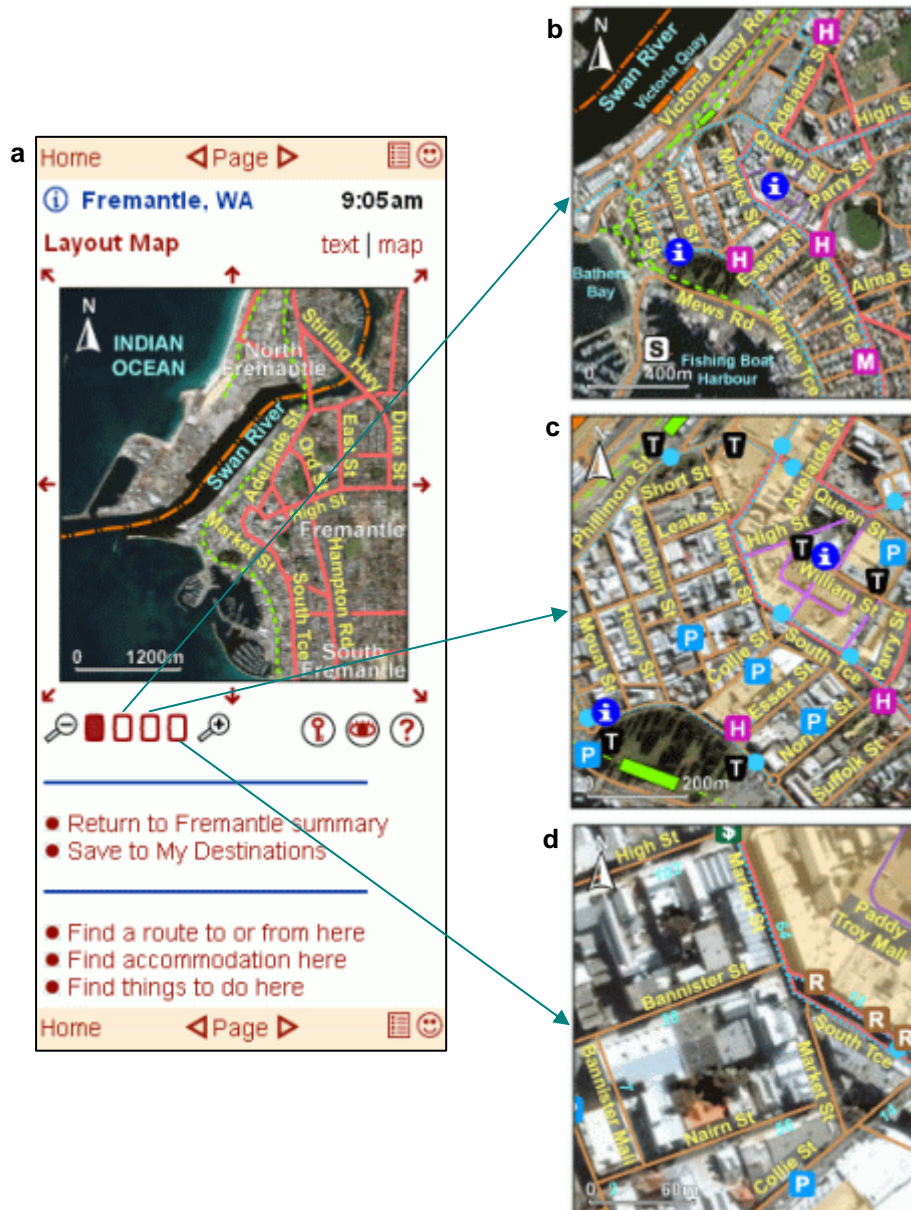 a
Home
Page
Fremantle, WA
9:05am
Layout Map
text | map
N
INDIAN
OCEAN
North
Fremantle
Stirling Hwy
Swan River
Adelaide St
Ord St
East St
Duke St
High St
Fremantle
Market St
Hampton Rd
South Tce
South
Fremantle
0 1200m
?
Return to Fremantle summary
Save to My Destinations
Find a route to or from here
Find accommodation here
Find things to do here
Home
Page
b
N
Swan River
Victoria Quay
Victoria Quay Rd
H
Adelaide St
High St
Queen St
Market St
Parry St
i
Henry St
Cliff St
i
H
Essex St
H
South Tce
Alma St
Bathers
Bay
Mews Rd
Marine Tce
M
S
Fishing Boat
Harbour
0 400m
c
N
T
T
Phillimore St
Short St
Adelaide St
Leake St
Queen St
Pakenham St
High St
Market St
T
i
P
William St
T
Henry St
Mouat St
P
Collie St
P
South Tce
Parry St
Essex St
H
i
H
P
Norfolk St
T
P
T
Suffolk St
0 200m
d
N
$
High St
102
Market St
64
Paddy
Troy Mall
Bannister St
R
R
R
South Tce
Bannister Mall
7
Market St
Nairn St
14
Collie St
P
0 60m